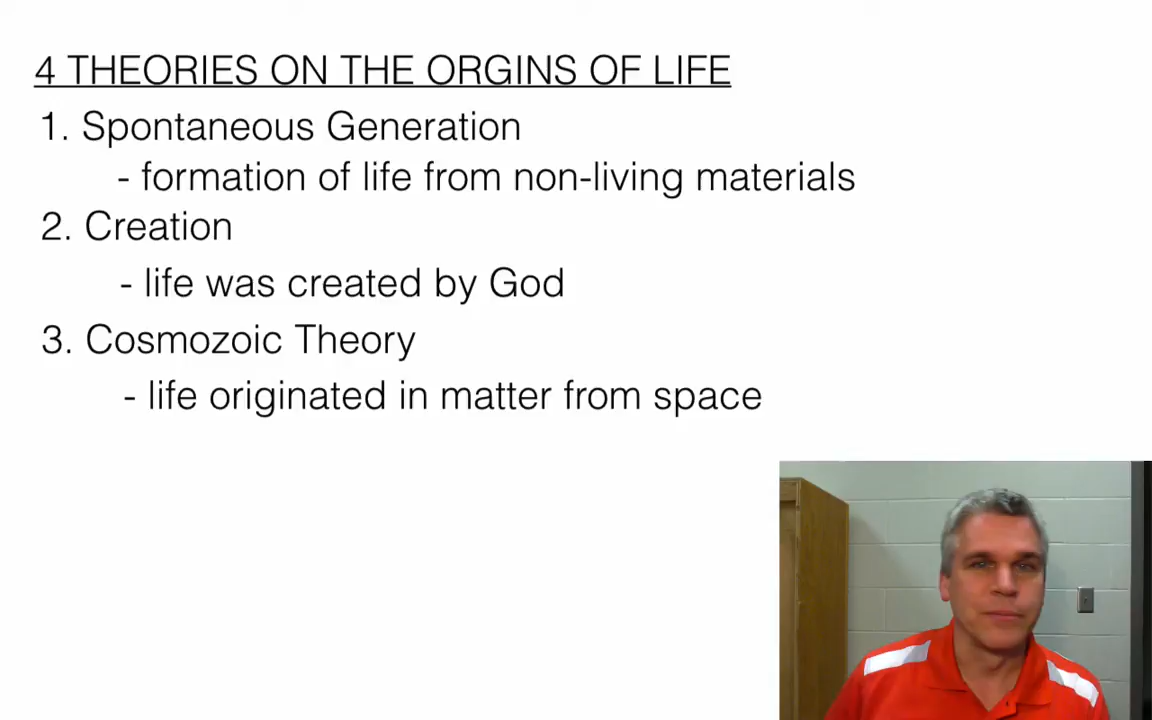 4 THEORIES ON THE ORGINS OF LIFE
1. Spontaneous Generation
- formation of life from non-living materials
2. Creation
- life was created by God
3. Cosmozoic Theory
- life originated in matter from space